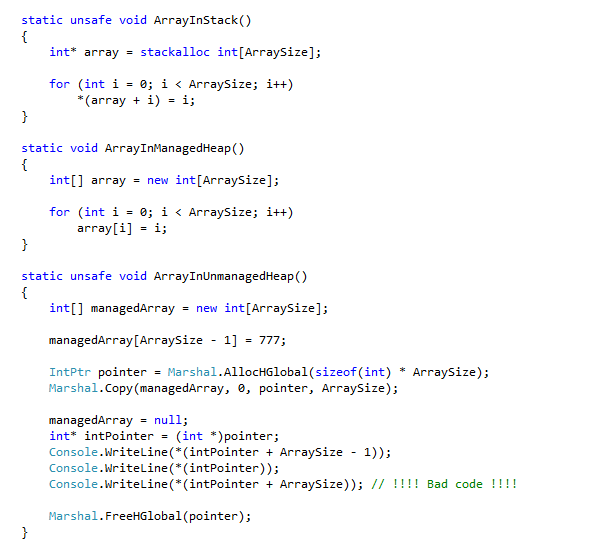 static unsafe void ArrayInStack()
{
    int* array = stackalloc int[ArraySize];

    for (int i = 0; i < ArraySize; i++)
        *(array + i) = i;
}

static void ArrayInManagedHeap()
{
    int[] array = new int[ArraySize];

    for (int i = 0; i < ArraySize; i++)
        array[i] = i;
}

static unsafe void ArrayInUnmanagedHeap()
{
    int[] managedArray = new int[ArraySize];

    managedArray[ArraySize - 1] = 777;

    IntPtr pointer = Marshal.AllocHGlobal(sizeof(int) * ArraySize);
    Marshal.Copy(managedArray, 0, pointer, ArraySize);

    managedArray = null;
    int* intPointer = (int *)pointer;
    Console.WriteLine(*(intPointer + ArraySize - 1));
    Console.WriteLine(*(intPointer));
    Console.WriteLine(*(intPointer + ArraySize)); // !!!! Bad code !!!!

    Marshal.FreeHGlobal(pointer);
}